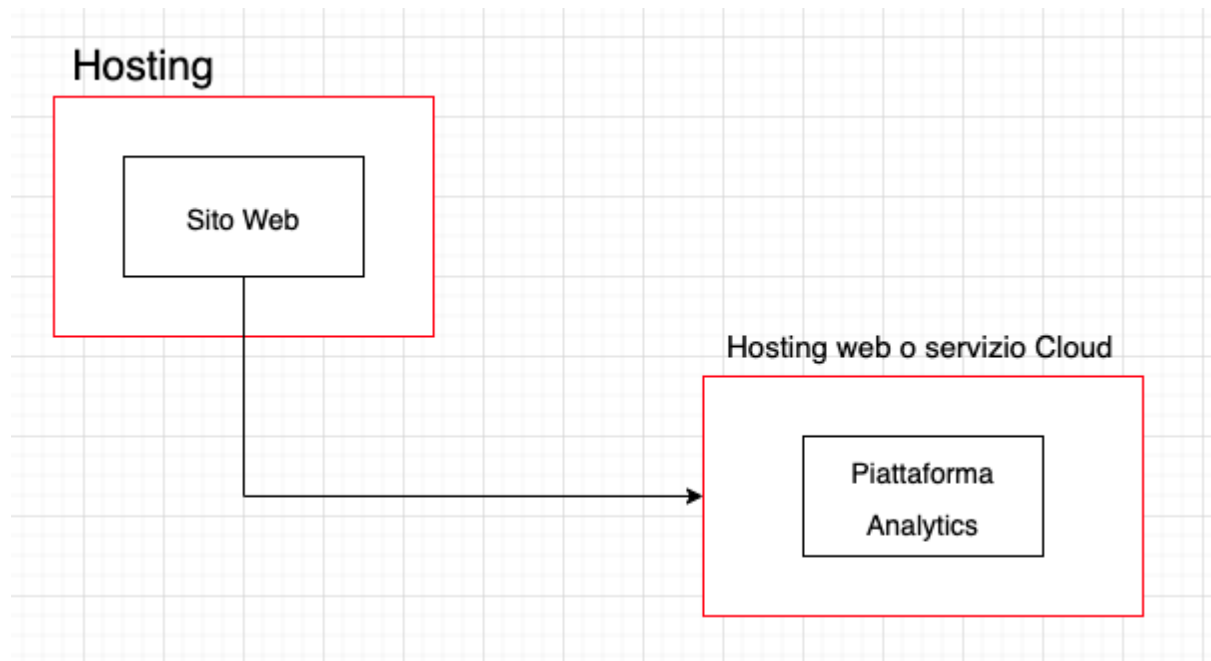 Hosting
Sito Web
Hosting web o servizio Cloud
Piattaforma
Analytics